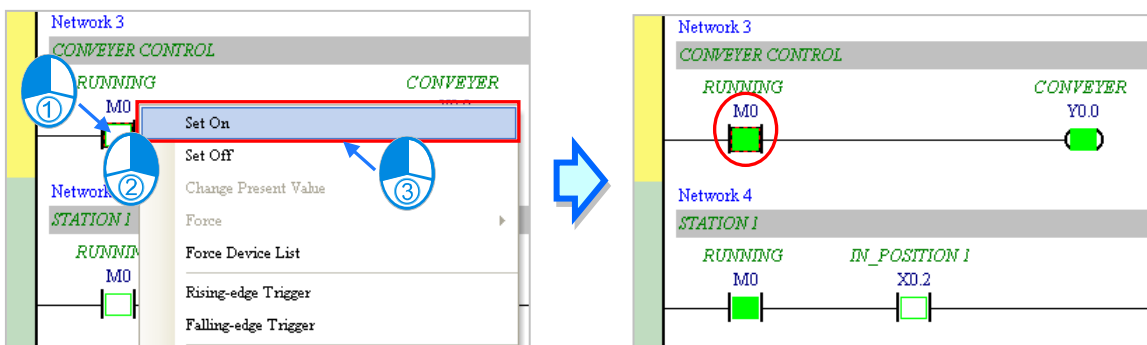 Network 3
CONVEYER CONTROL
RUNNING
CONVEYER
M0
①
②
③
Set On
Set Off
Change Present Value
Force
Force Device List
Rising-edge Trigger
Falling-edge Trigger
Network
STATION 1
RUNNIN
M0
Network 3
CONVEYER CONTROL
RUNNING
CONVEYER
M0
Y0.0
Network 4
STATION 1
RUNNING
IN_POSITION 1
M0
X0.2